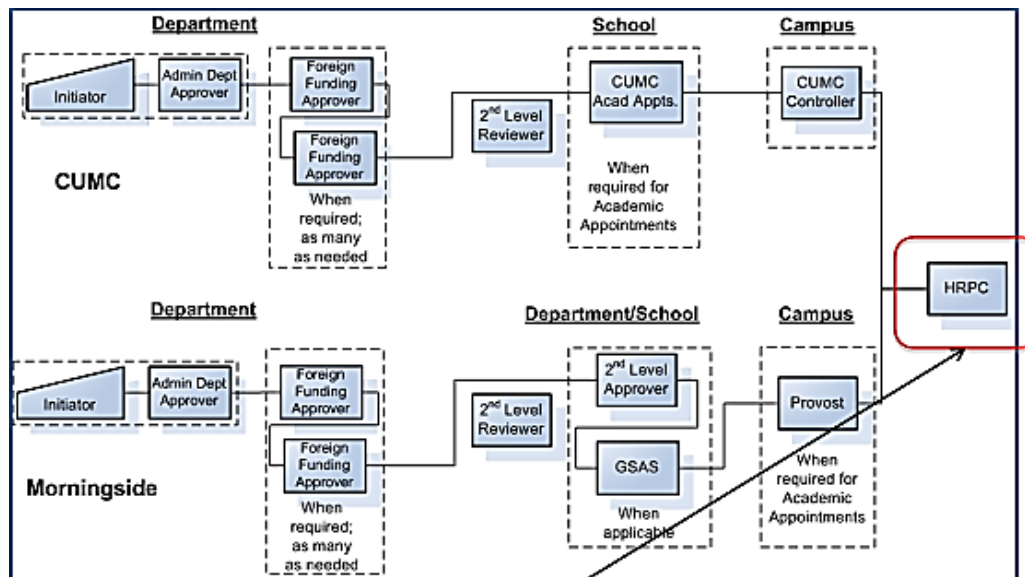 Department
School
Campus
Initiator
Admin Dept
Approver
Foreign
Funding
Approver
Foreign
Funding
Approver
When
required;
as many
as needed
2nd Level
Reviewer
CUMC
Acad Appts.
When
required for
Academic
Appointments
CUMC
Controller
CUMC
HRPC
Department
Department/School
Campus
Initiator
Admin Dept
Approver
Foreign
Funding
Approver
Foreign
Funding
Approver
When
required;
as many
as needed
2nd Level
Reviewer
2nd Level
Approver
GSAS
When
applicable
Provost
When
required for
Academic
Appointments
Morningside